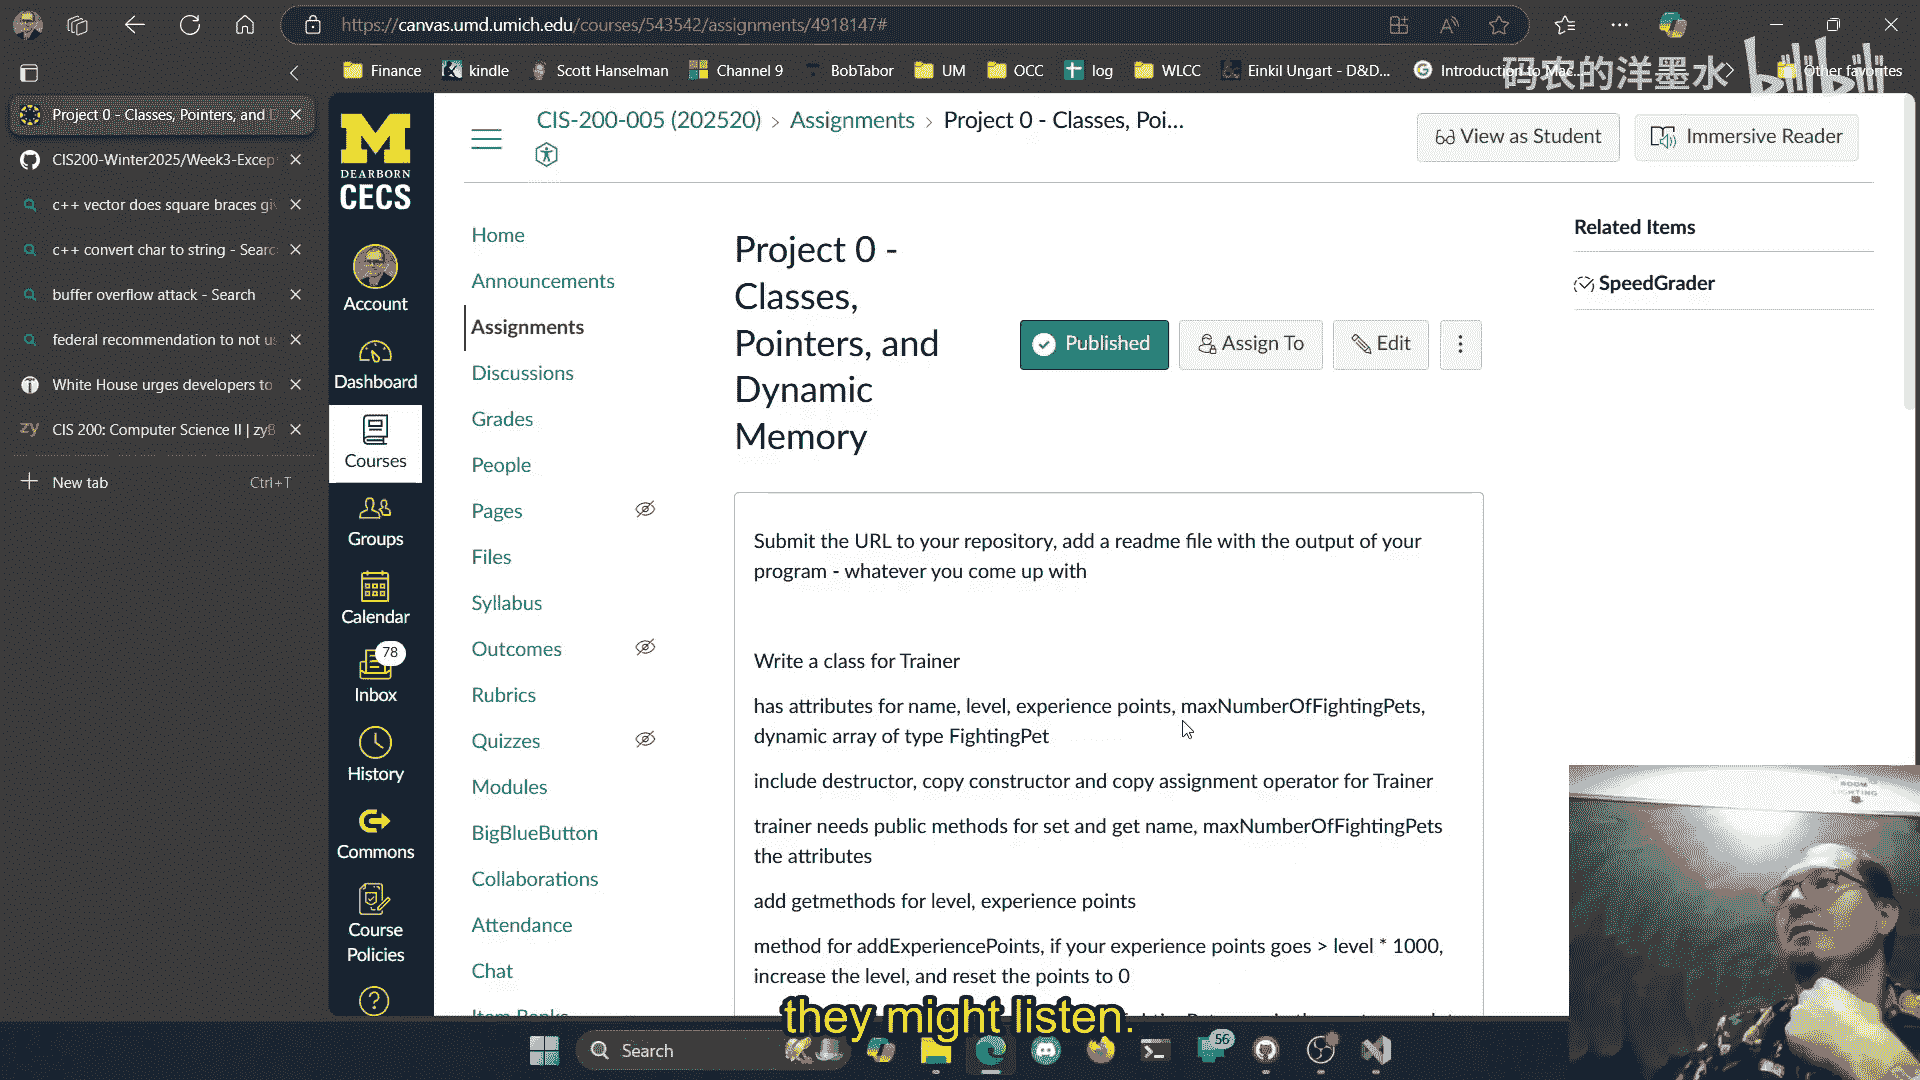 https://canvas.umd.umich.edu/courses/543542/assignments/4918147#
Finance
kindle
Scott Hanselman
Channel 9
BobTabor
UM
OCC
log
WLCC
Einkil Ungart - D&D...
Introduction to Mac...
Other favorites
码农的洋墨水
bilibili
Project 0 - Classes, Pointers, and D
CIS200-Winter2025/Week3-Excep
c++ vector does square braces gi
c++ convert char to string - Searc
buffer overflow attack - Search
federal recommendation to not us
White House urges developers to
zy CIS 200: Computer Science II | zyB
New tab Ctrl+T
M
DEARBORN
CECS
Account
Dashboard
Courses
Groups
Calendar
78
Inbox
History
Commons
Course
Policies
CIS-200-005 (202520) > Assignments > Project 0 - Classes, Poi...
View as Student
Immersive Reader
Home
Announcements
Assignments
Discussions
Grades
People
Pages
Files
Syllabus
Outcomes
Rubrics
Quizzes
Modules
BigBlueButton
Collaborations
Attendance
Chat
Project 0 -
Classes,
Pointers, and
Dynamic
Memory
Published
Assign To
Edit
Related Items
SpeedGrader
Submit the URL to your repository, add a readme file with the output of your
program - whatever you come up with
Write a class for Trainer
has attributes for name, level, experience points, maxNumberOfFightingPets,
dynamic array of type FightingPet
include destructor, copy constructor and copy assignment operator for Trainer
trainer needs public methods for set and get name, maxNumberOfFightingPets
the attributes
add getmethods for level, experience points
method for addExperiencePoints, if your experience points goes > level * 1000,
increase the level, and reset the points to 0
they might listen.
Search
56